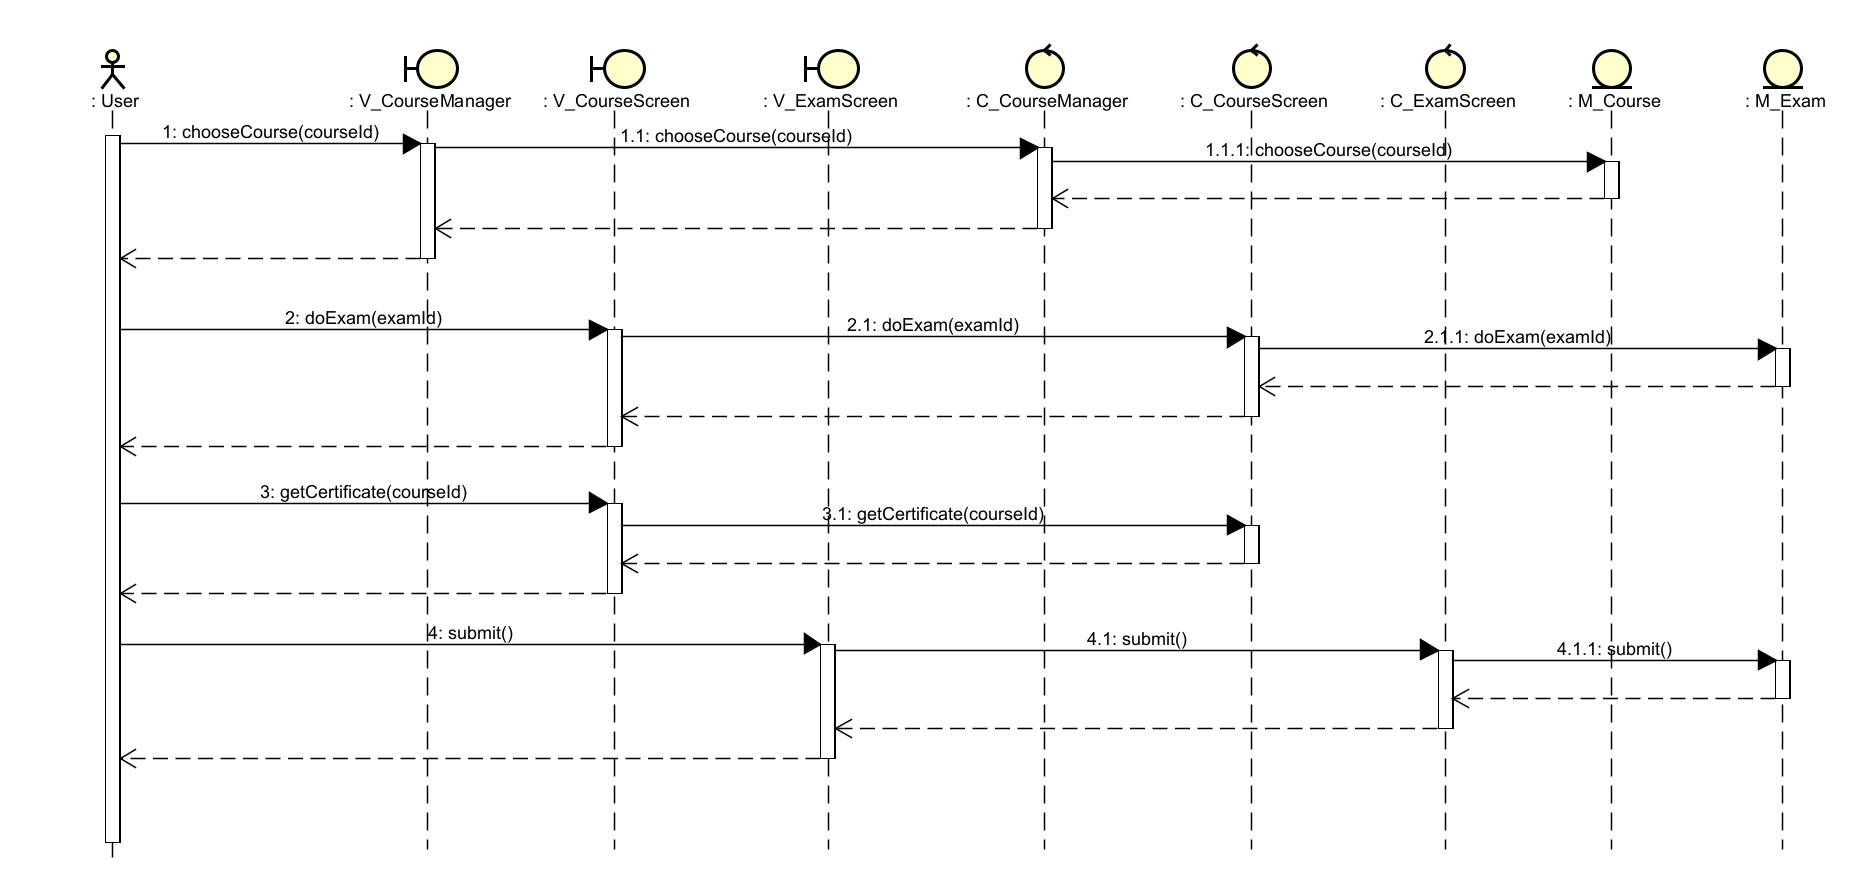 : User
: V_CourseManager
: V_CourseScreen
: V_ExamScreen
: C_CourseManager
: C_CourseScreen
: C_ExamScreen
: M_Course
: M_Exam
1: chooseCourse(courseId)
1.1: chooseCourse(courseId)
1.1.1: chooseCourse(courseId)
2: doExam(examId)
2.1: doExam(examId)
2.1.1: doExam(examId)
3: getCertificate(courseId)
3.1: getCertificate(courseId)
4: submit()
4.1: submit()
4.1.1: submit()